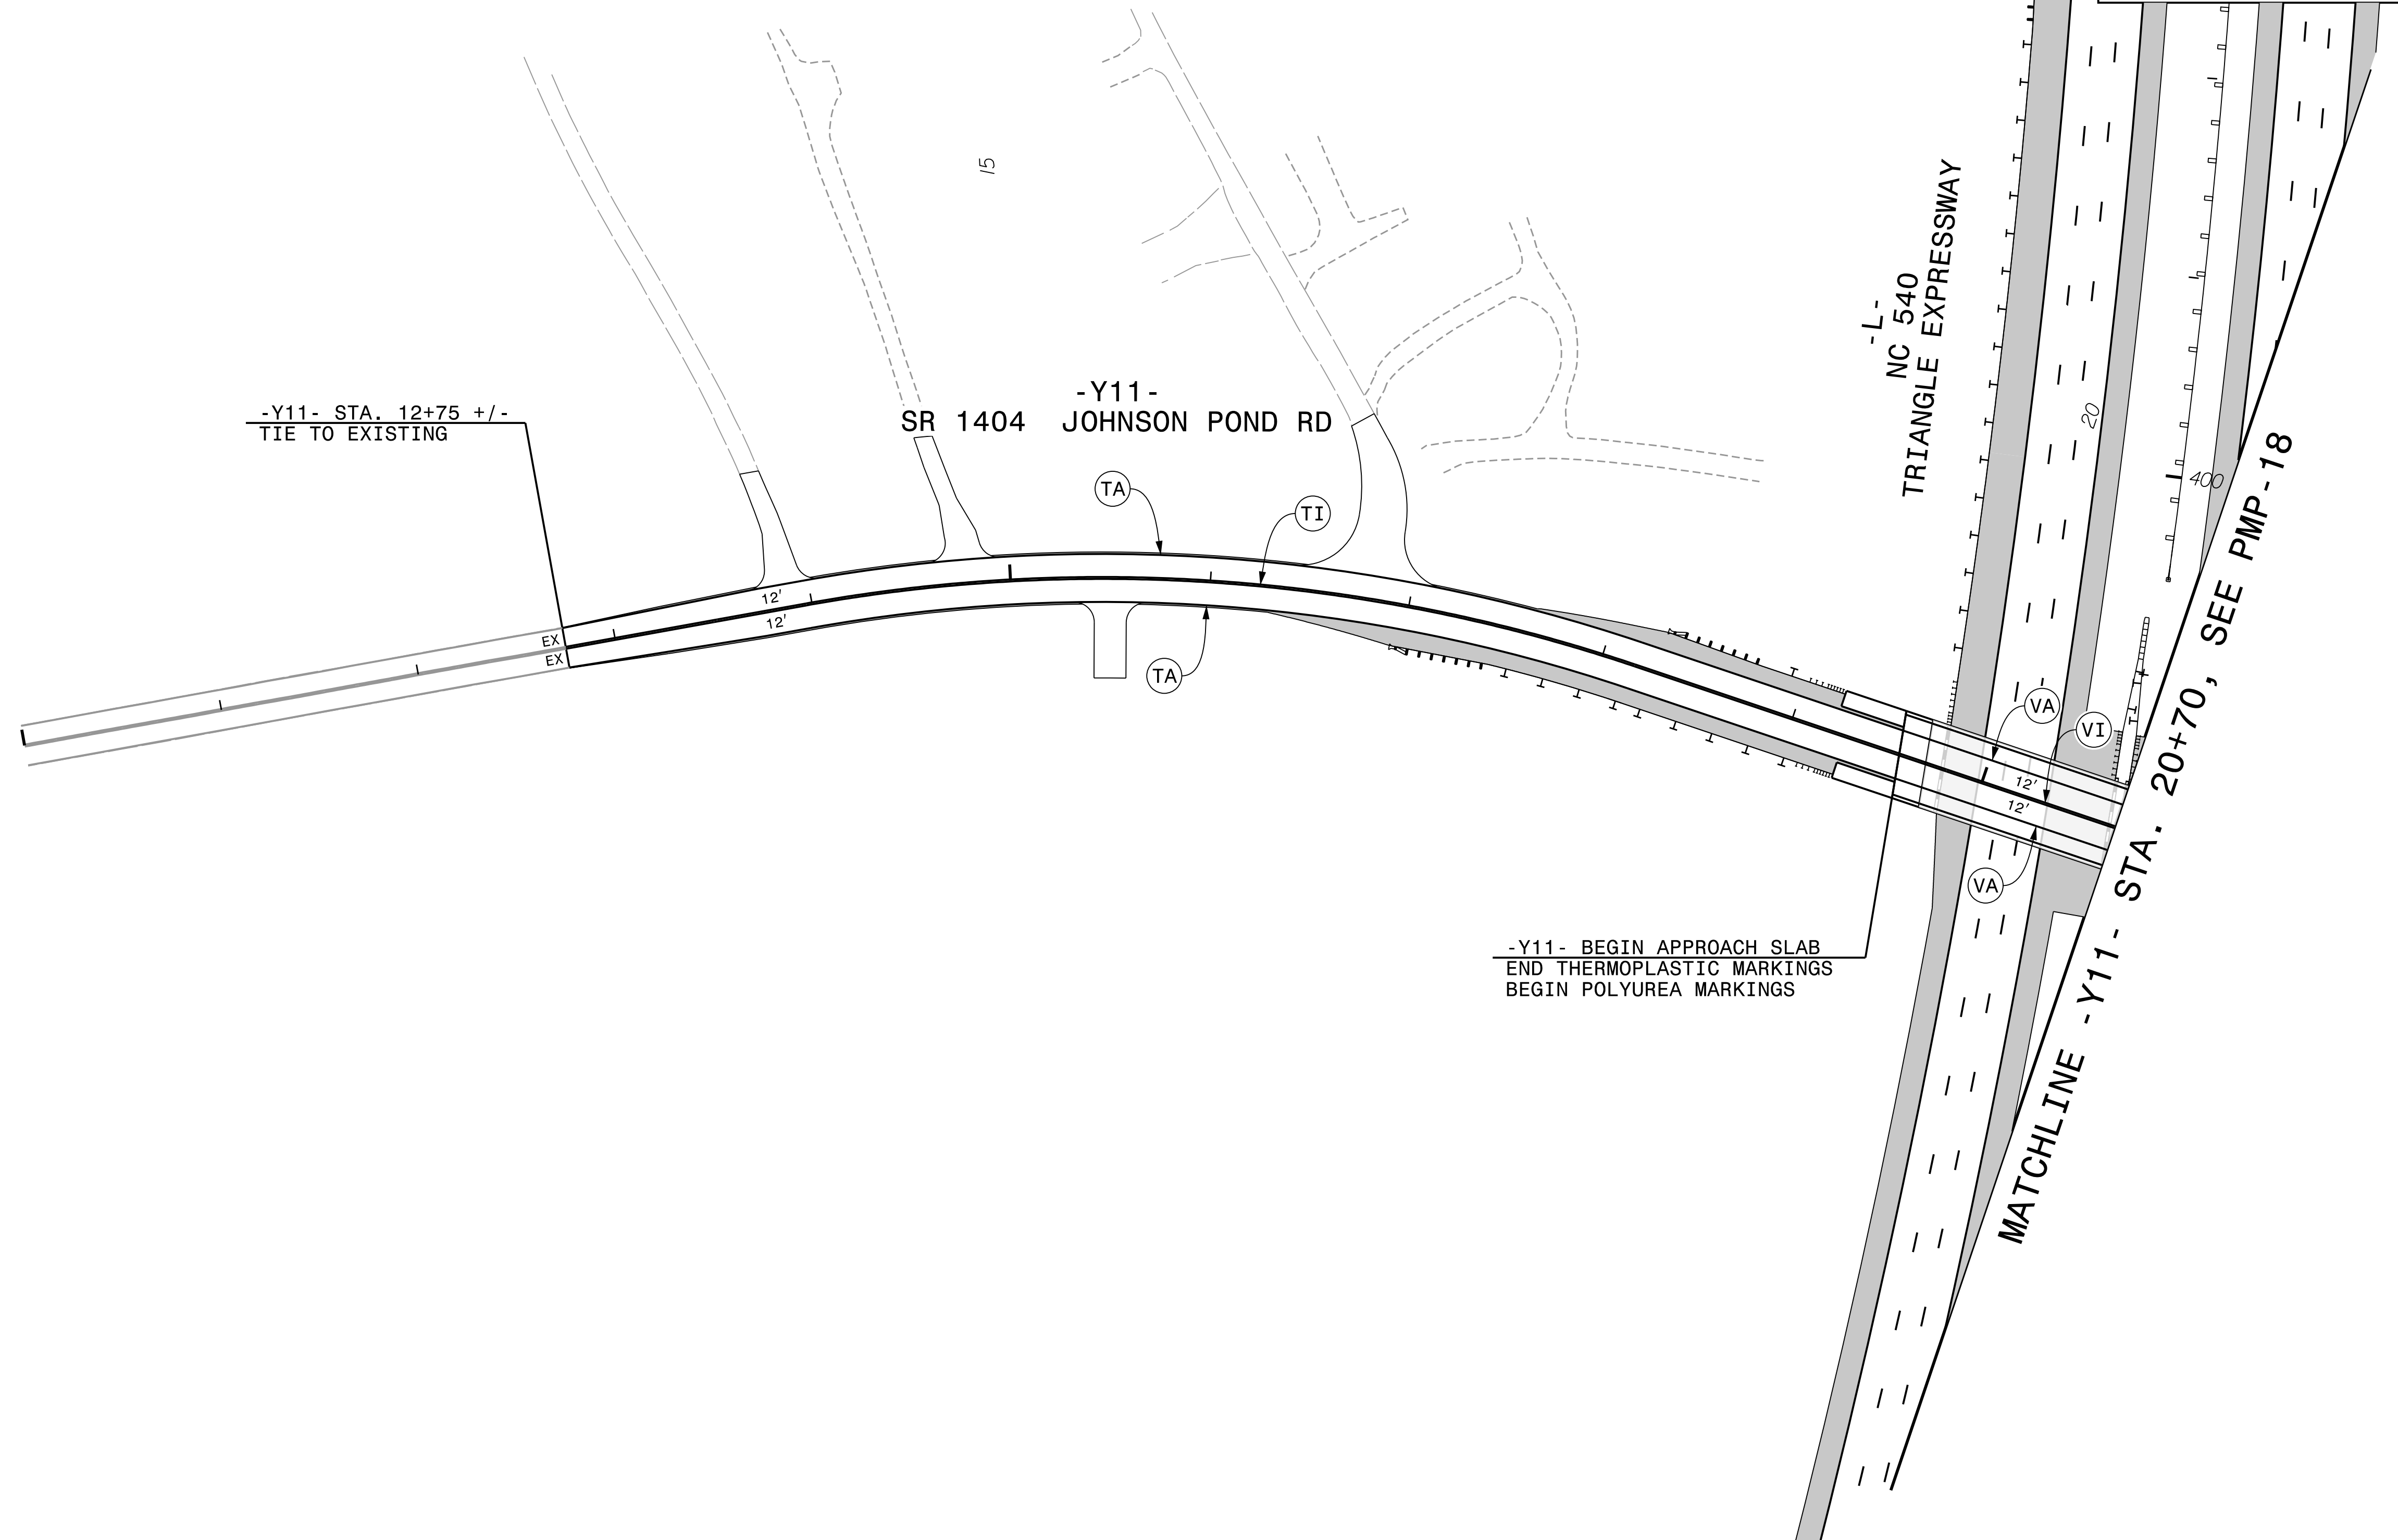 15
-L-
NC 540
TRIANGLE EXPRESSWAY
-Y11-
SR 1404 JOHNSON POND RD
-Y11- STA. 12+75 +/-
TIE TO EXISTING
20
400
TA
TI
12'
12'
EX
EX
TA
VA
VI
12'
12'
VA
-Y11- BEGIN APPROACH SLAB
END THERMOPLASTIC MARKINGS
BEGIN POLYUREA MARKINGS
MATCHLINE -Y11- STA. 20+70, SEE PMP-18